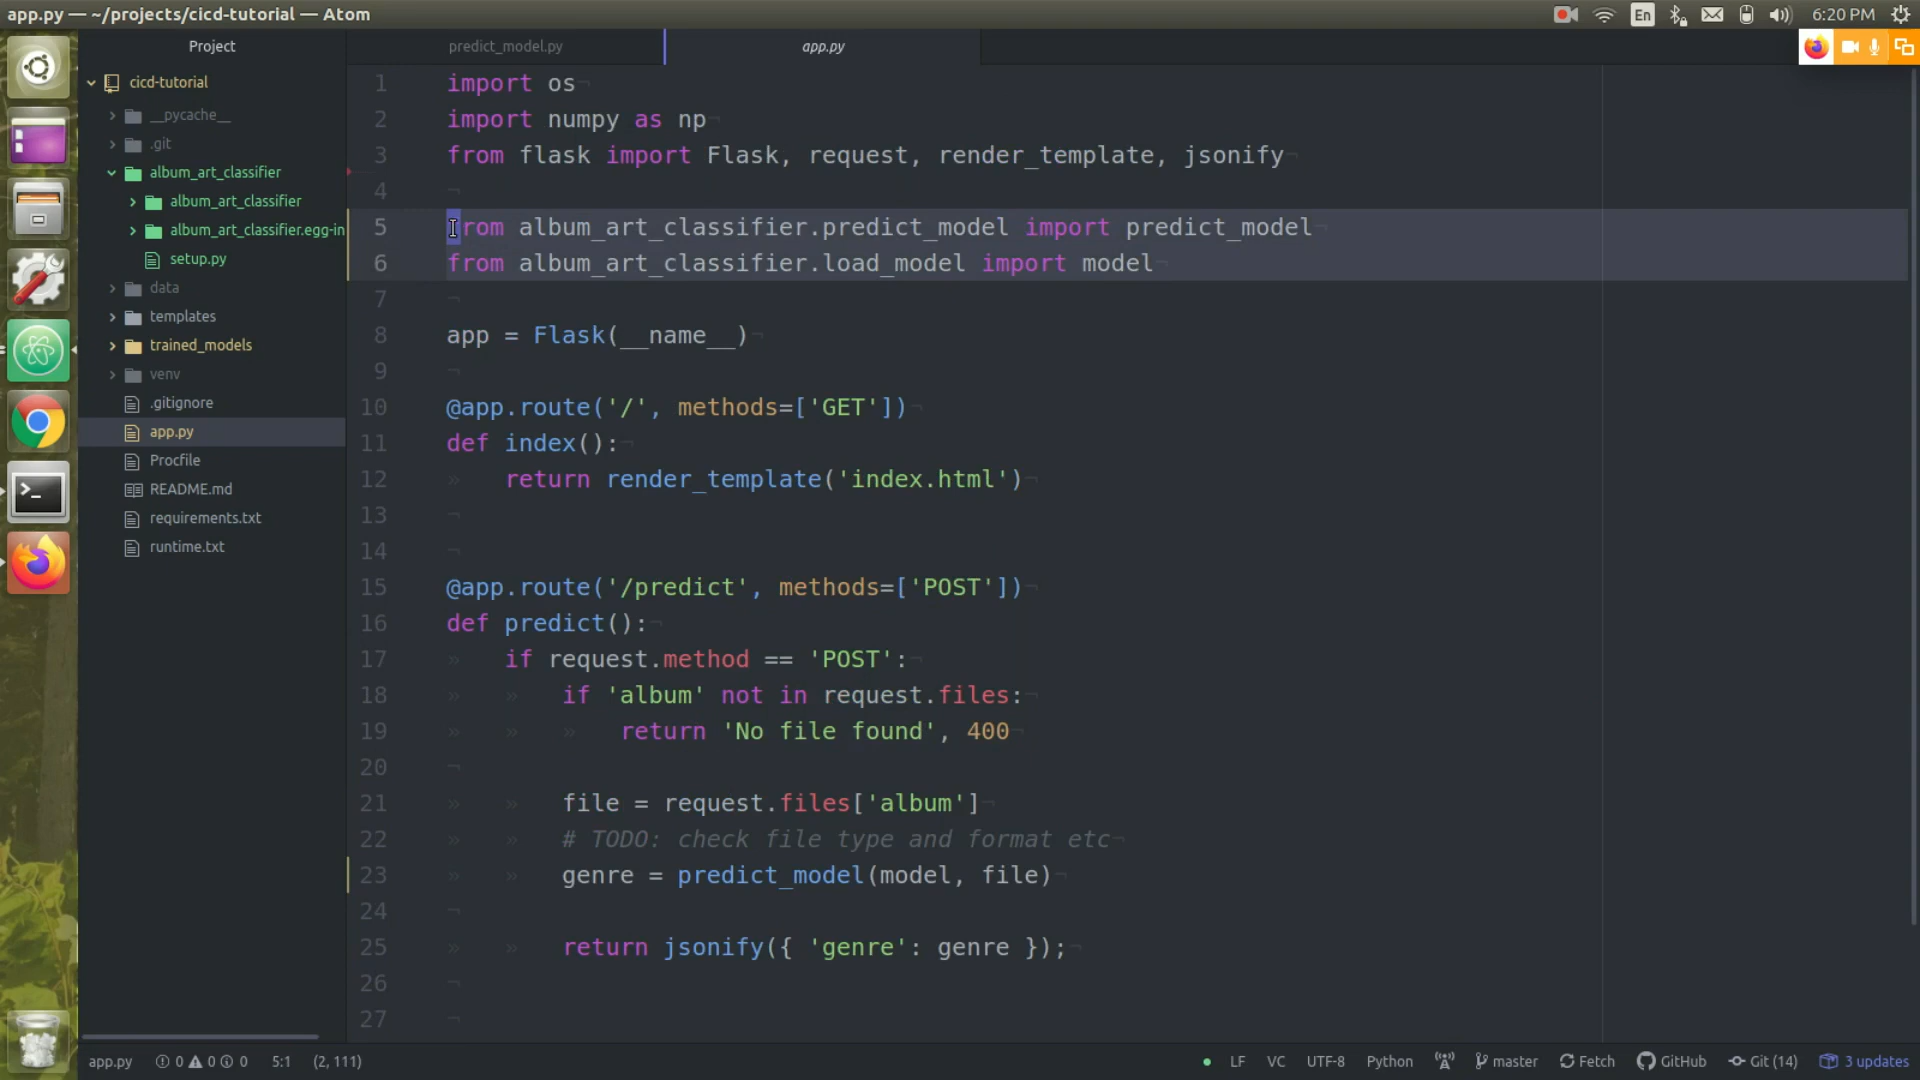 app.py — ~/projects/cicd-tutorial — Atom
En
6:20 PM
Project
predict_model.py
app.py
cicd-tutorial
__pycache__
.git
album_art_classifier
album_art_classifier
album_art_classifier.egg-in
setup.py
data
templates
trained_models
venv
.gitignore
app.py
Procfile
README.md
requirements.txt
runtime.txt
1 import os
2 import numpy as np
3 from flask import Flask, request, render_template, jsonify
4
5 from album_art_classifier.predict_model import predict_model
6 from album_art_classifier.load_model import model
7
8 app = Flask(__name__)
9
10 @app.route('/', methods=['GET'])
11 def index():
12 return render_template('index.html')
13
14
15 @app.route('/predict', methods=['POST'])
16 def predict():
17 if request.method == 'POST':
18 if 'album' not in request.files:
19 return 'No file found', 400
20
21 file = request.files['album']
22 # TODO: check file type and format etc
23 genre = predict_model(model, file)
24
25 return jsonify({ 'genre': genre });
26
27
app.py 0 0 0 5:1 (2, 111)
LF VC UTF-8 Python master Fetch GitHub Git (14) 3 updates